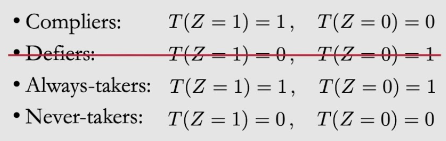 • Compliers: T(Z = 1) = 1, T(Z = 0) = 0
• Defiers: T(Z = 1) = 0, T(Z = 0) = 1
• Always-takers: T(Z = 1) = 1, T(Z = 0) = 1
• Never-takers: T(Z = 1) = 0, T(Z = 0) = 0